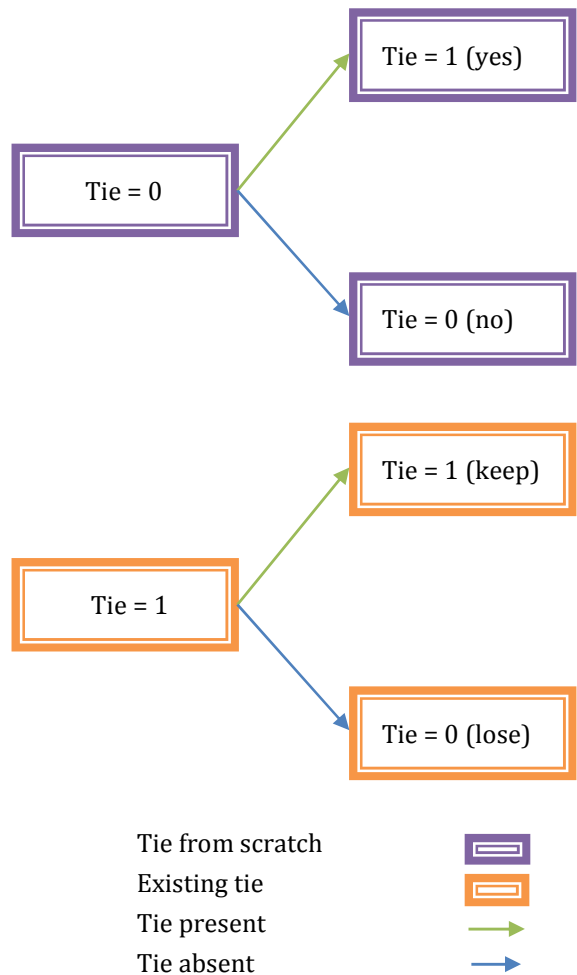 Tie = 1 (yes)
Tie = 0
Tie = 0 (no)
Tie = 1 (keep)
Tie = 1
Tie = 0 (lose)
Tie from scratch
Existing tie
Tie present
Tie absent